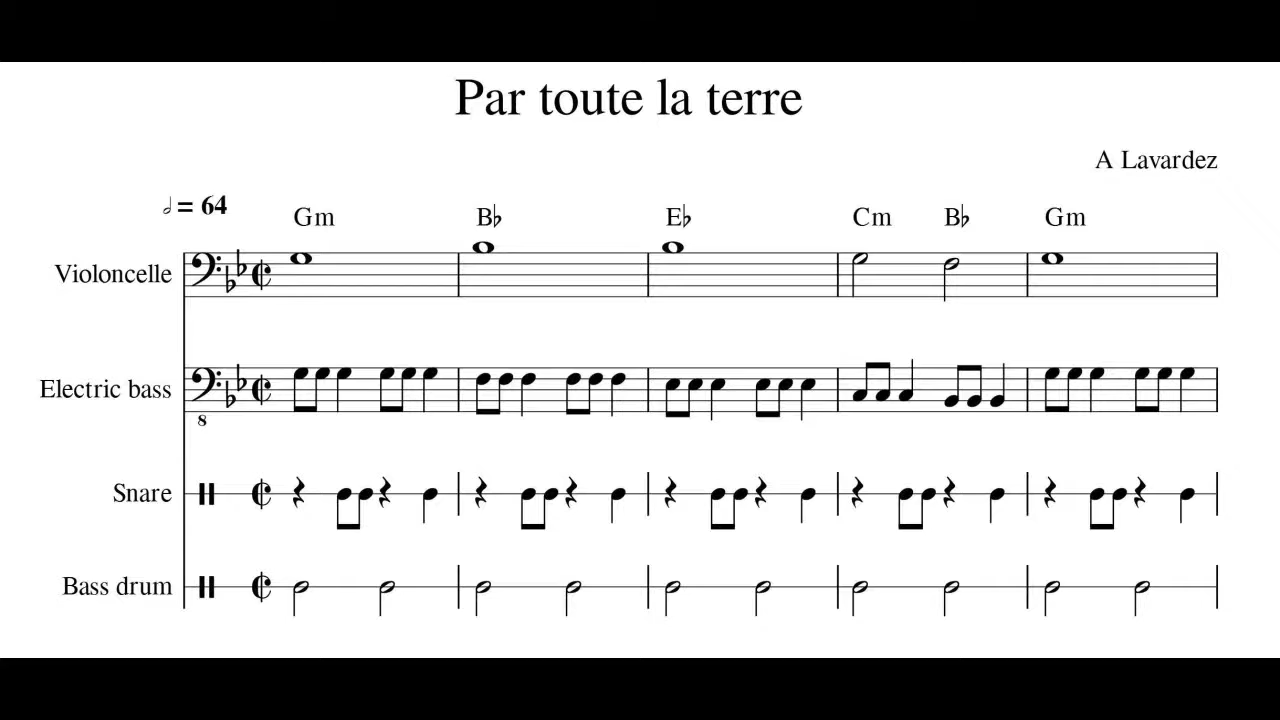 Par toute la terre
A Lavardez
𝅗𝅥 = 64
Gm B♭ E♭ Cm B♭ Gm
Violoncelle
Electric bass
8
Snare
Bass drum